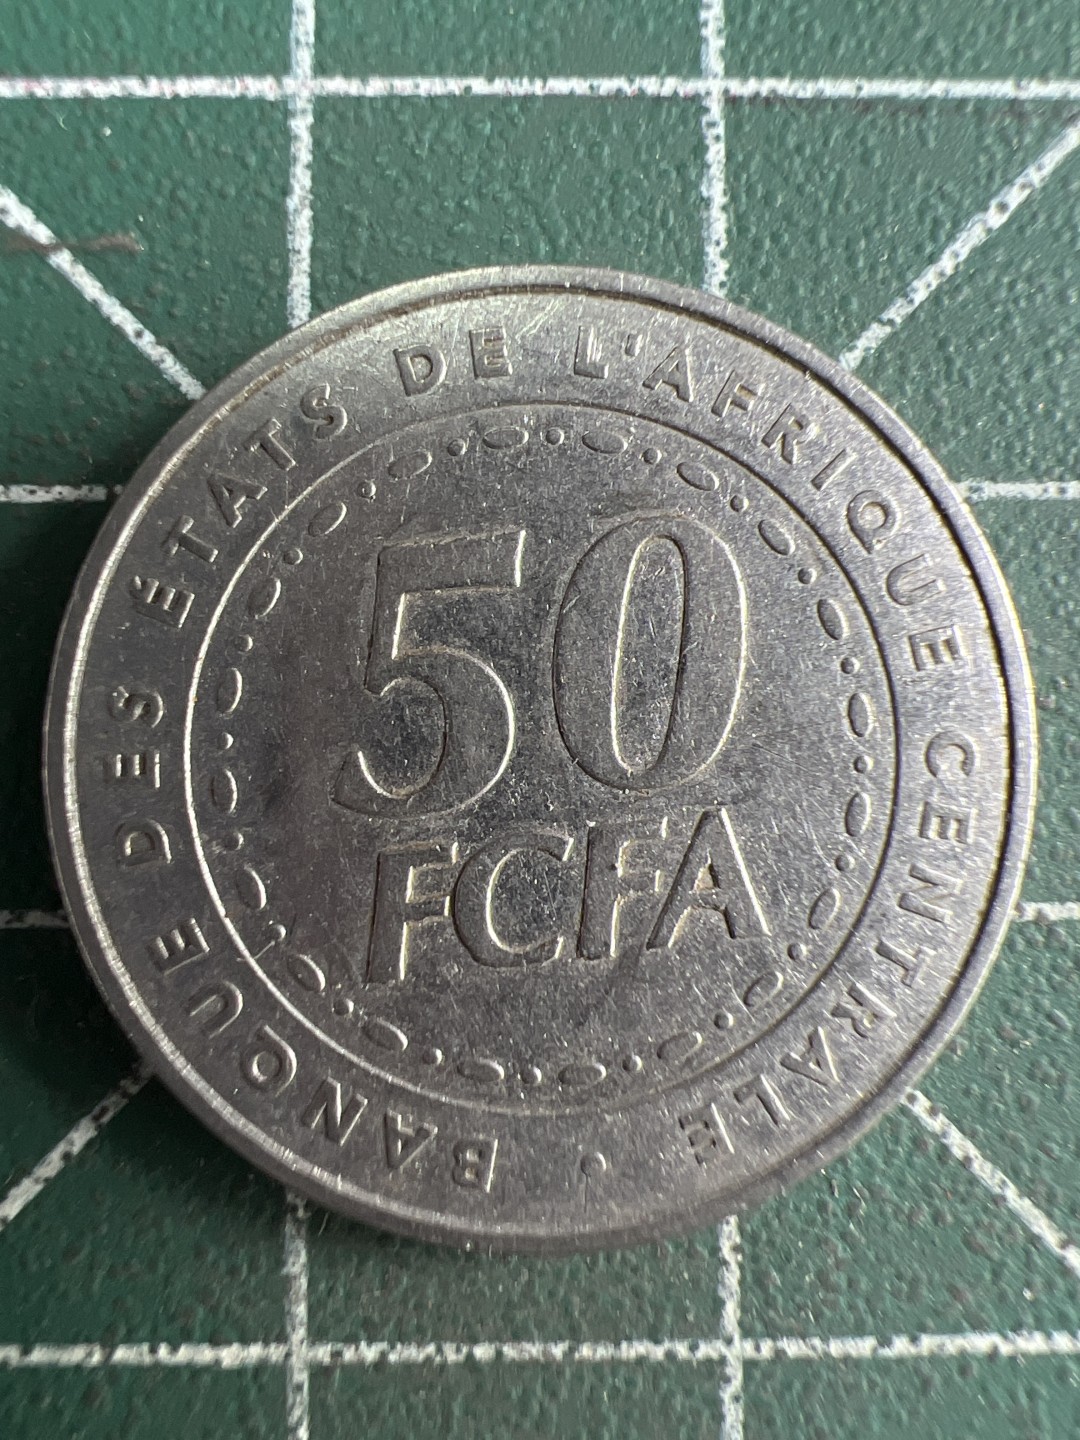 BANQUE DES ÉTATS DE L'AFRIQUE CENTRALE •
50
FCFA